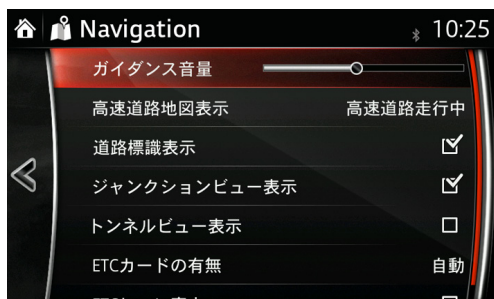 Navigation
10:25
ガイダンス音量
高速道路地図表示 高速道路走行中
道路標識表示
ジャンクションビュー表示
トンネルビュー表示
ETCカードの有無 自動